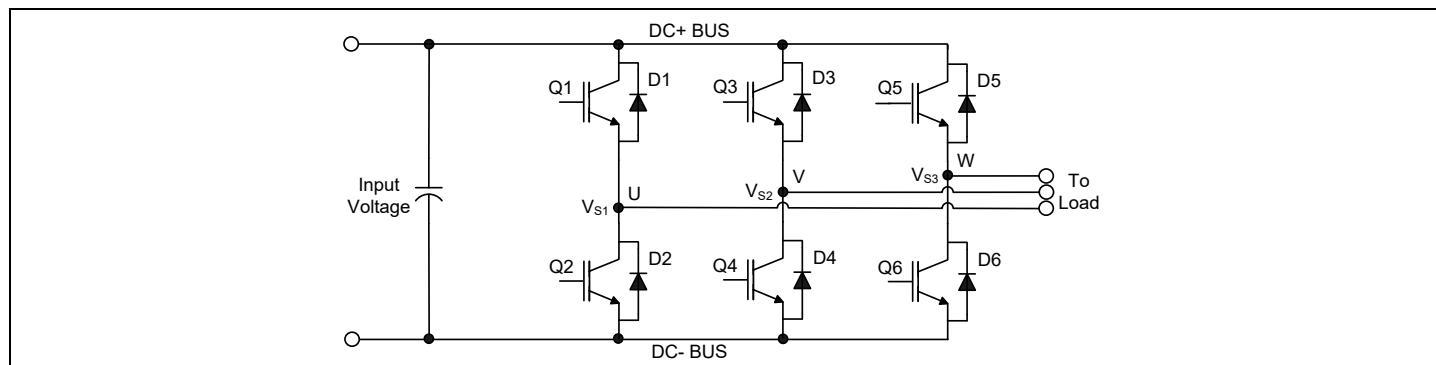 DC+ BUS
Q1
D1
Q3
D3
Q5
D5
Input
Voltage
U
V
W
VS1
VS2
VS3
To
Load
Q2
D2
Q4
D4
Q6
D6
DC- BUS